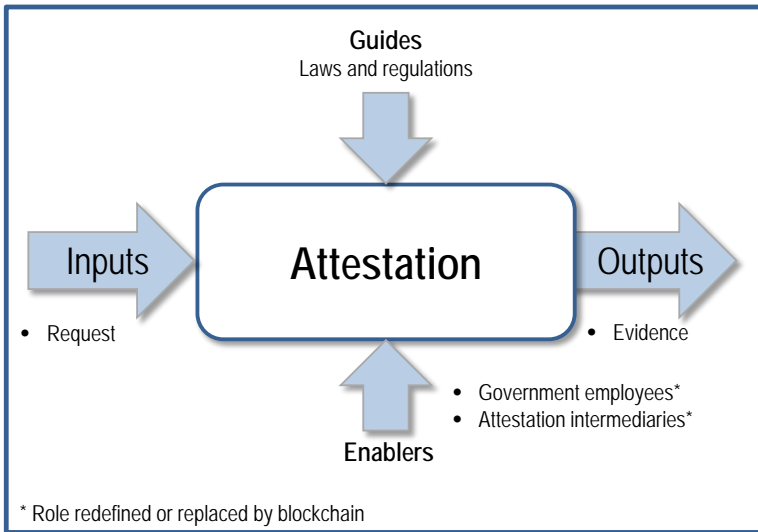 Guides
Laws and regulations
Inputs
Attestation
Outputs
• Request
• Evidence
• Government employees*
• Attestation intermediaries*
Enablers
* Role redefined or replaced by blockchain